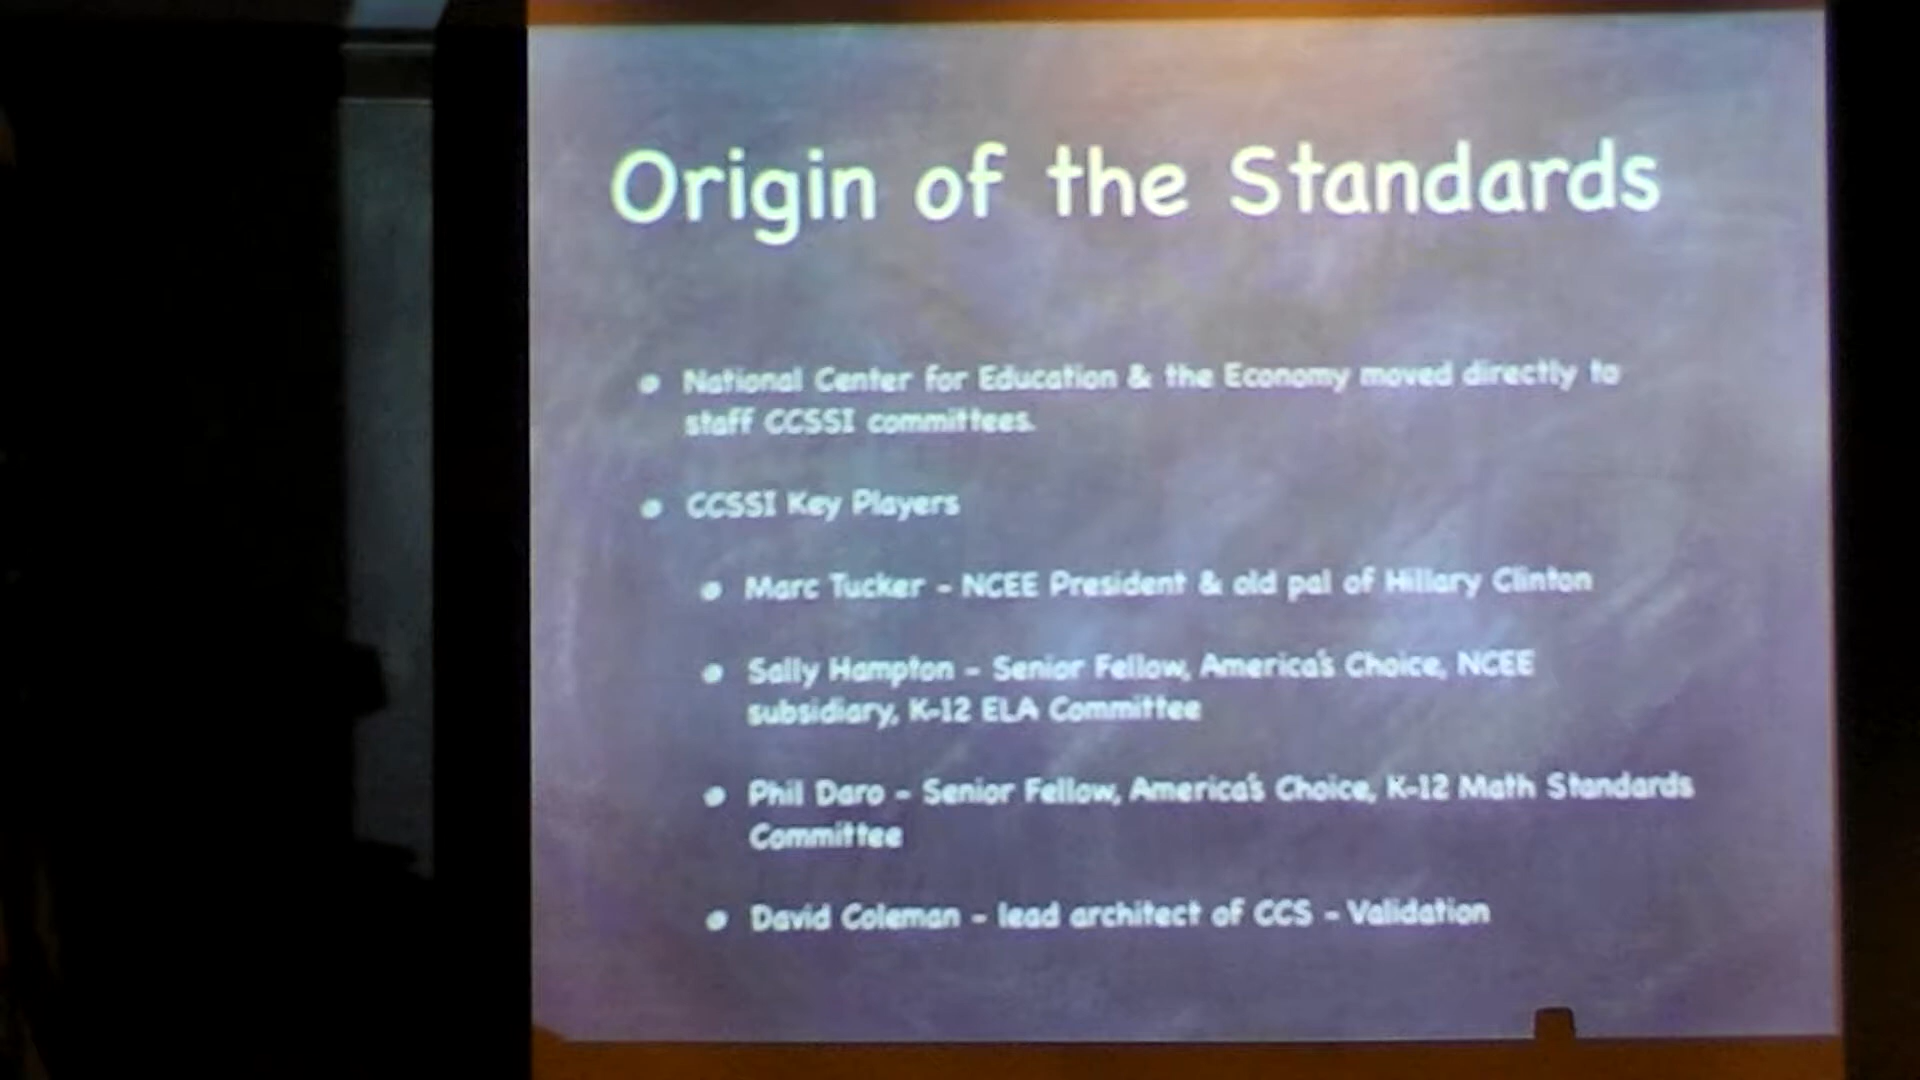 Origin of the Standards
National Center for Education & the Economy moved directly to
staff CCSSI committees.
CCSSI Key Players
Marc Tucker - NCEE President & old pal of Hillary Clinton
Sally Hampton - Senior Fellow, America's Choice, NCEE
subsidiary, K-12 ELA Committee
Phil Daro - Senior Fellow, America's Choice, K-12 Math Standards
Committee
David Coleman - lead architect of CCS - Validation